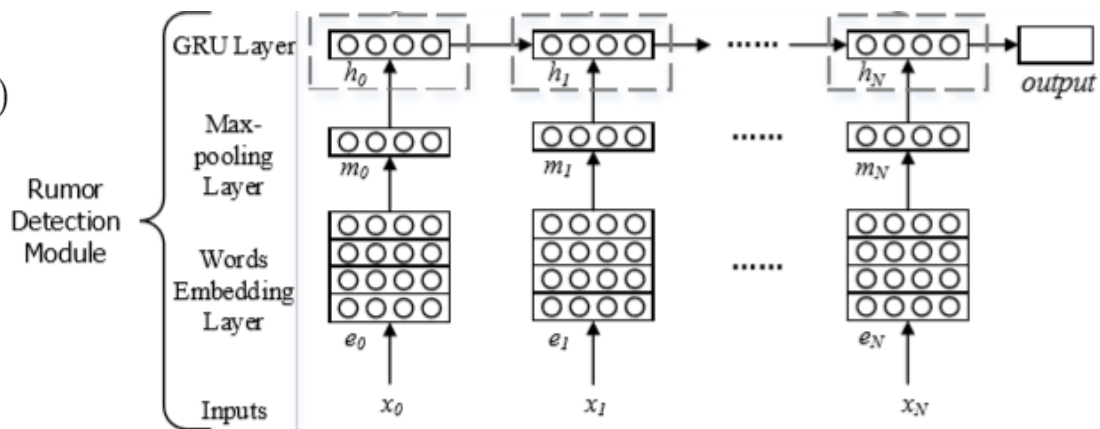 )
Rumor
Detection
Module
GRU Layer
Max-
pooling
Layer
Words
Embedding
Layer
Inputs
h0 h1 ...... hN output
m0 m1 ...... mN
e0 e1 ...... eN
x0 x1 xN